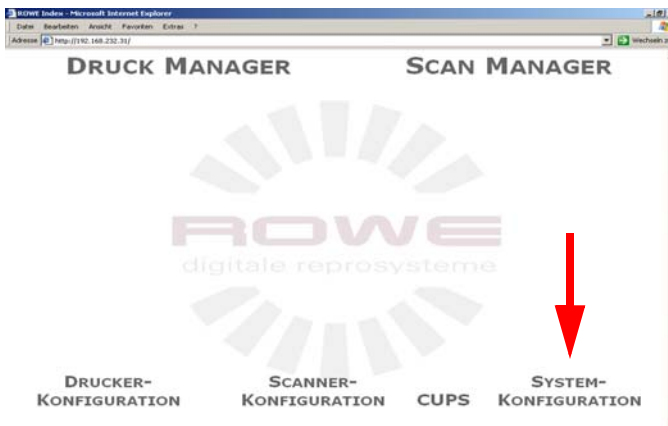 ROWE Index - Microsoft Internet Explorer
Datei Bearbeiten Ansicht Favoriten Extras ?
Adresse http://192.168.232.31/ Wechseln z
DRUCK MANAGER SCAN MANAGER
ROWE
digitale reprosysteme
DRUCKER-
KONFIGURATION
SCANNER-
KONFIGURATION
CUPS
SYSTEM-
KONFIGURATION